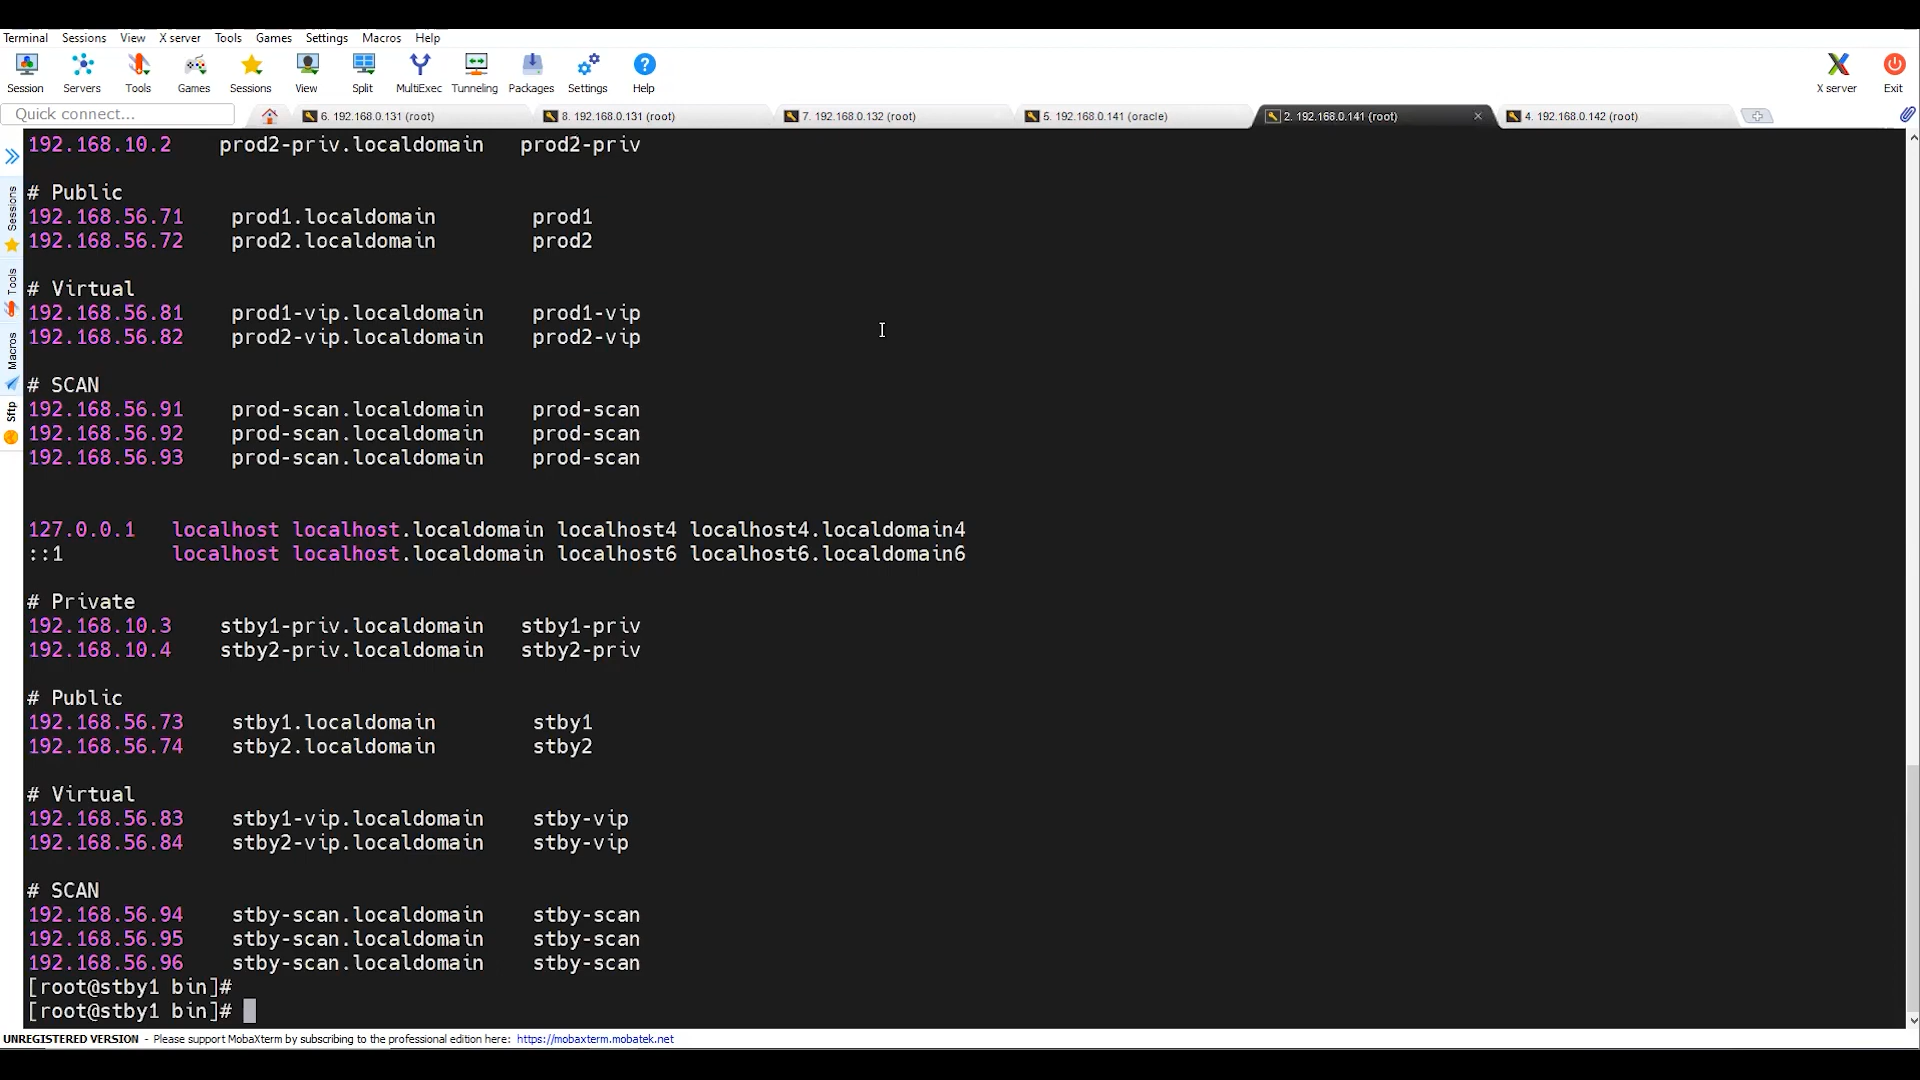 Terminal Sessions View X server Tools Games Settings Macros Help
Session Servers Tools Games Sessions View Split MultiExec Tunneling Packages Settings Help X server Exit
Quick connect... 6. 192.168.0.131 (root) 8. 192.168.0.131 (root) 7. 192.168.0.132 (root) 5. 192.168.0.141 (oracle) 2. 192.168.0.141 (root) 4. 192.168.0.142 (root)
Sessions
Tools
Macros
Sftp
192.168.10.2 prod2-priv.localdomain prod2-priv
# Public
192.168.56.71 prod1.localdomain prod1
192.168.56.72 prod2.localdomain prod2
# Virtual
192.168.56.81 prod1-vip.localdomain prod1-vip
192.168.56.82 prod2-vip.localdomain prod2-vip
# SCAN
192.168.56.91 prod-scan.localdomain prod-scan
192.168.56.92 prod-scan.localdomain prod-scan
192.168.56.93 prod-scan.localdomain prod-scan
127.0.0.1 localhost localhost.localdomain localhost4 localhost4.localdomain4
::1 localhost localhost.localdomain localhost6 localhost6.localdomain6
# Private
192.168.10.3 stby1-priv.localdomain stby1-priv
192.168.10.4 stby2-priv.localdomain stby2-priv
# Public
192.168.56.73 stby1.localdomain stby1
192.168.56.74 stby2.localdomain stby2
# Virtual
192.168.56.83 stby1-vip.localdomain stby-vip
192.168.56.84 stby2-vip.localdomain stby-vip
# SCAN
192.168.56.94 stby-scan.localdomain stby-scan
192.168.56.95 stby-scan.localdomain stby-scan
192.168.56.96 stby-scan.localdomain stby-scan
[root@stby1 bin]#
[root@stby1 bin]#
UNREGISTERED VERSION - Please support MobaXterm by subscribing to the professional edition here: https://mobaxterm.mobatek.net